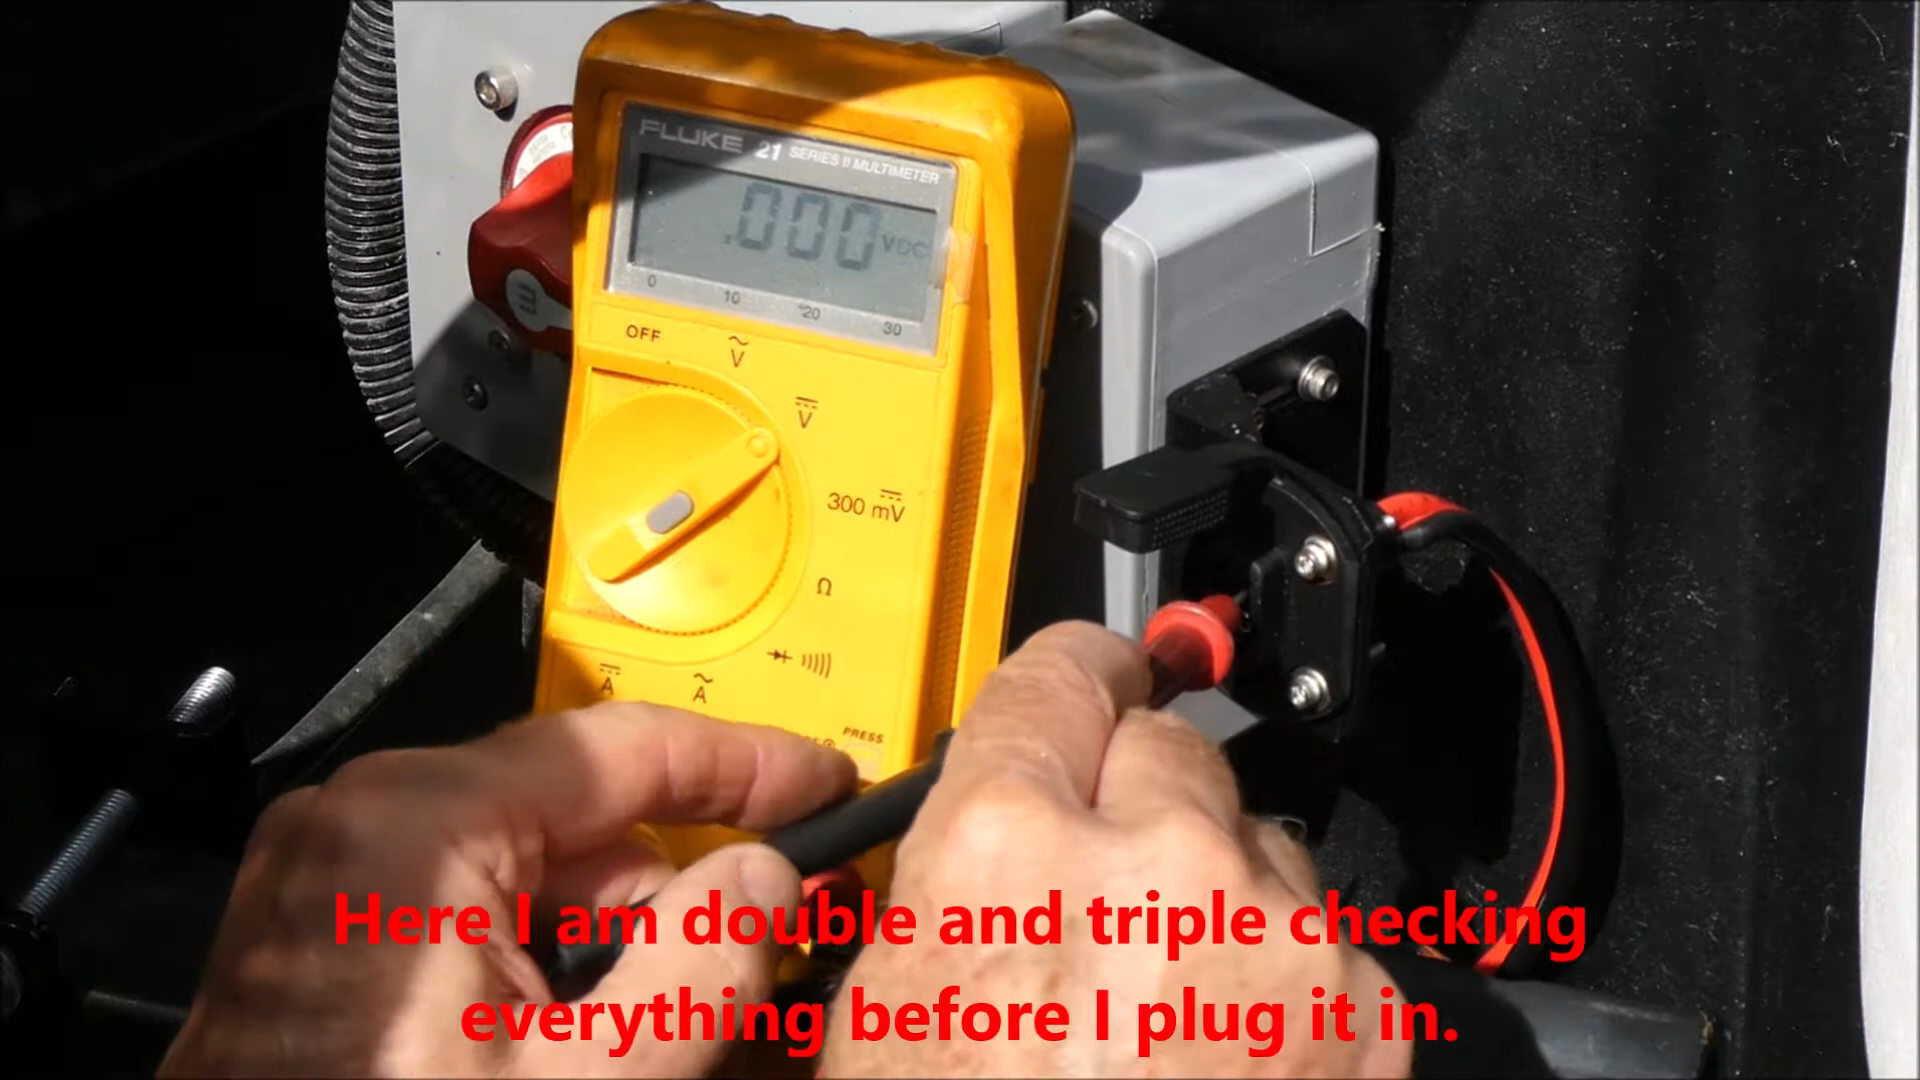 FLUKE 21 SERIES II MULTIMETER
.000 VDC
0 10 20 30
OFF
V
V
300 mV
Ω
A
A
PRESS
Here I am double and triple checking
everything before I plug it in.